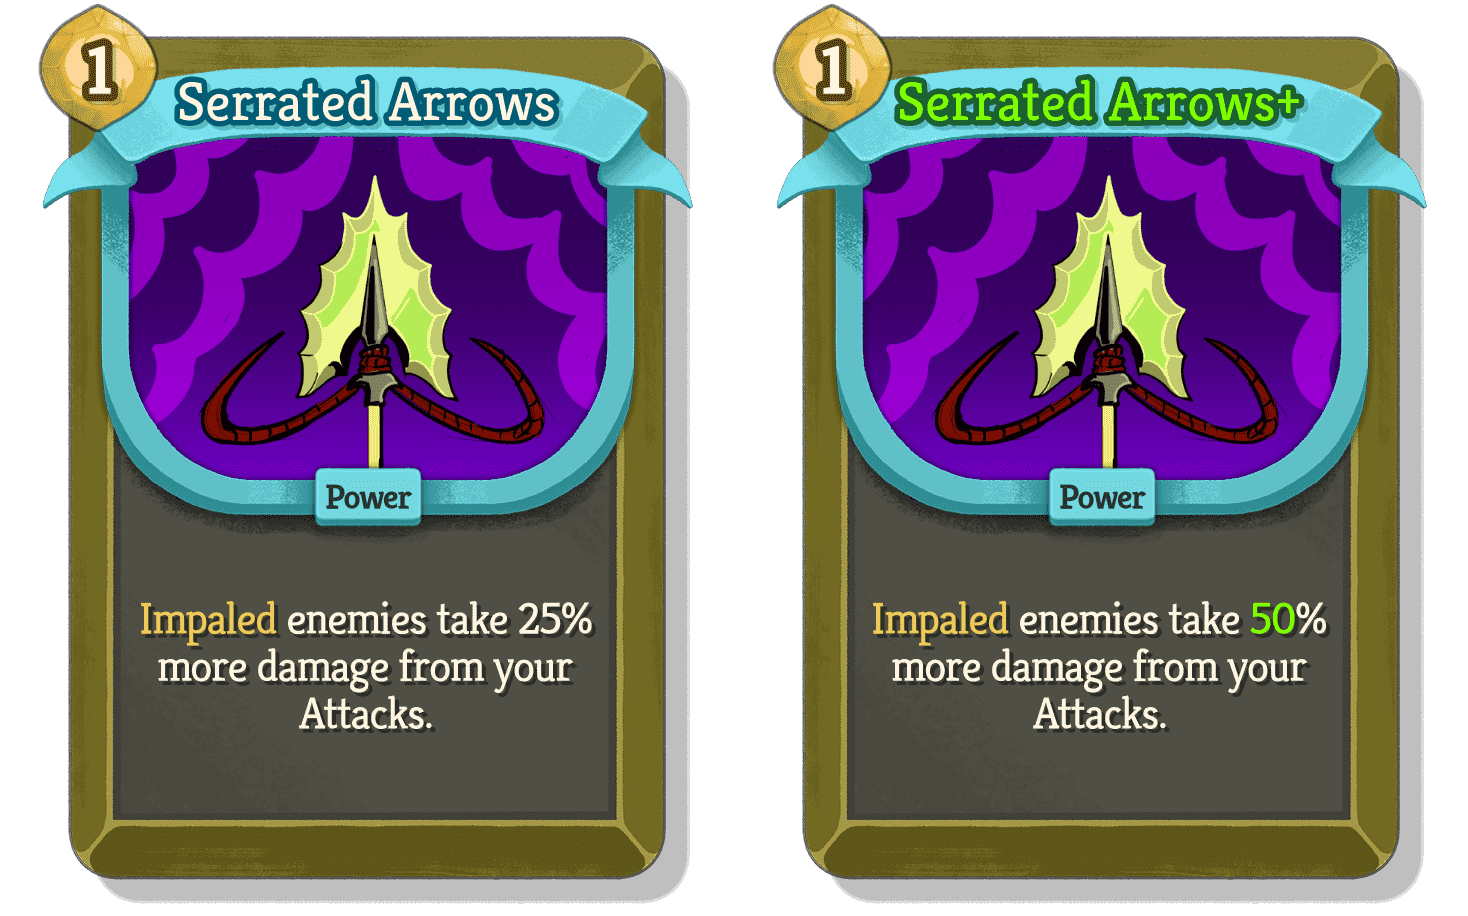 1
Serrated Arrows
Power
Impaled enemies take 25%
more damage from your
Attacks.
1
Serrated Arrows+
Power
Impaled enemies take 50%
more damage from your
Attacks.